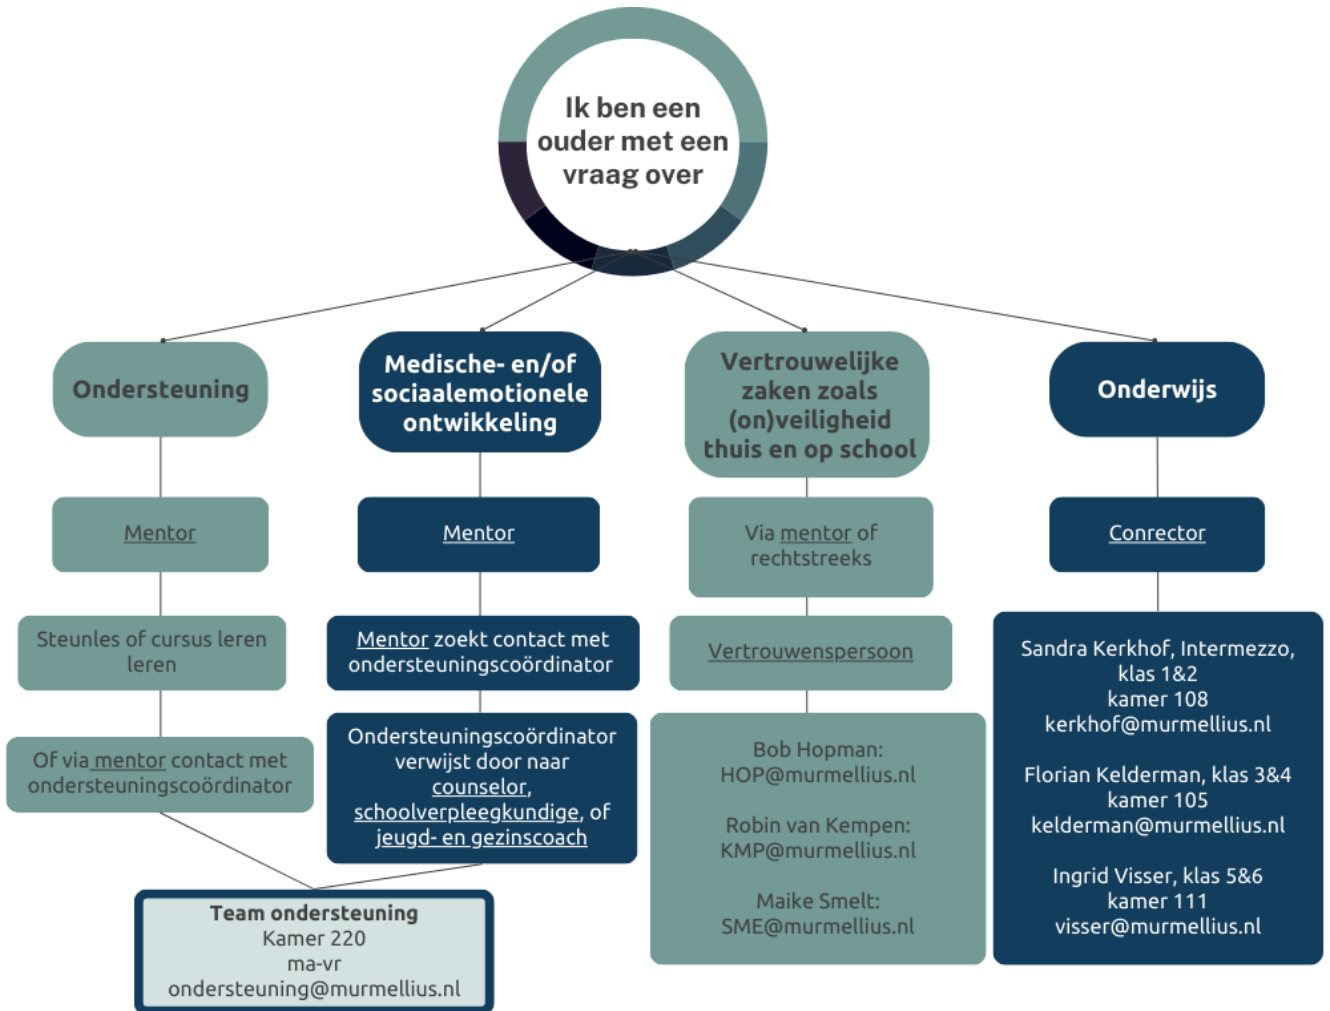 Ik ben een
ouder met een
vraag over
Ondersteuning
Mentor
Steunles of cursus leren
leren
Of via mentor contact met
ondersteuningscoördinator
Medische- en/of
sociaalemotionele
ontwikkeling
Mentor
Mentor zoekt contact met
ondersteuningscoördinator
Ondersteuningscoördinator
verwijst door naar
counselor,
schoolverpleegkundige, of
jeugd- en gezinscoach
Team ondersteuning
Kamer 220
ma-vr
ondersteuning@murmellius.nl
Vertrouwelijke
zaken zoals
(on)veiligheid
thuis en op school
Via mentor of
rechtstreeks
Vertrouwenspersoon
Bob Hopman:
HOP@murmellius.nl
Robin van Kempen:
KMP@murmellius.nl
Maike Smelt:
SME@murmellius.nl
Onderwijs
Conrector
Sandra Kerkhof, Intermezzo,
klas 1&2
kamer 108
kerkhof@murmellius.nl
Florian Kelderman, klas 3&4
kamer 105
kelderman@murmellius.nl
Ingrid Visser, klas 5&6
kamer 111
visser@murmellius.nl